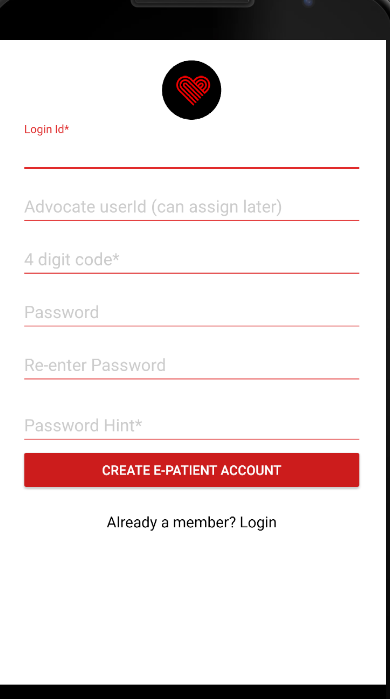 Login Id*
Advocate userId (can assign later)
4 digit code*
Password
Re-enter Password
Password Hint*
CREATE E-PATIENT ACCOUNT
Already a member? Login